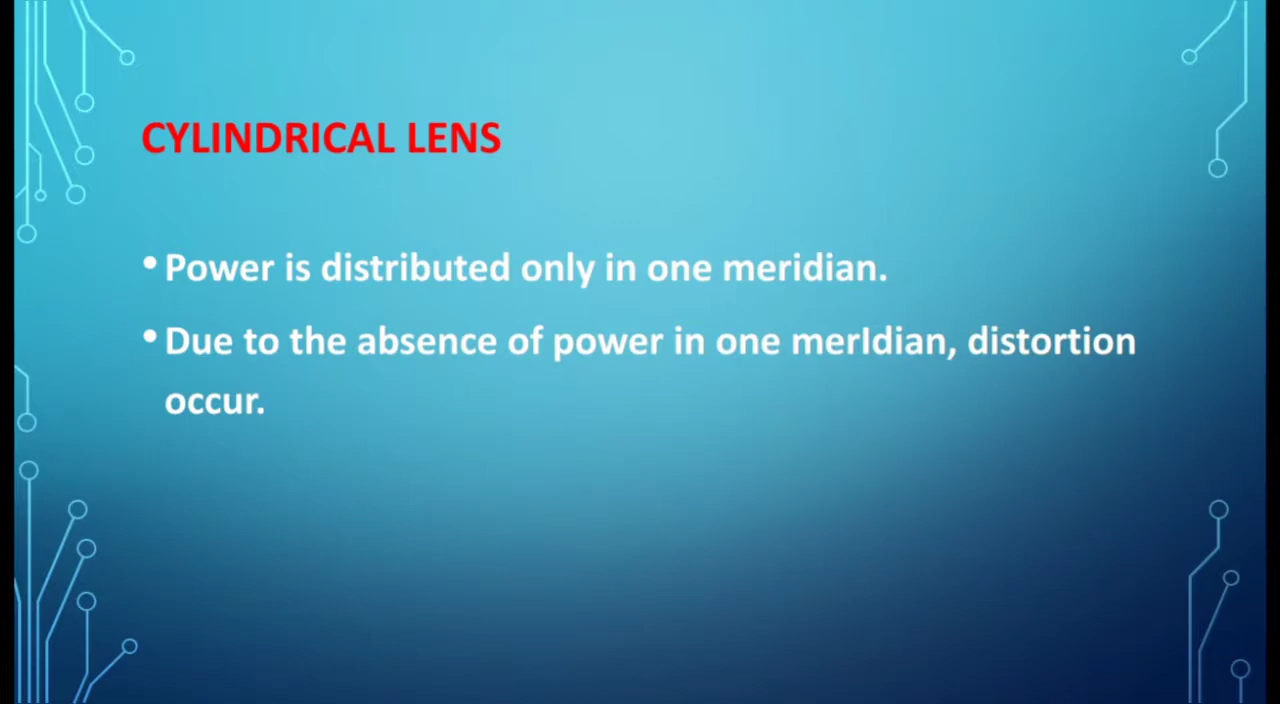 CYLINDRICAL LENS
• Power is distributed only in one meridian.
• Due to the absence of power in one merIdian, distortion
occur.